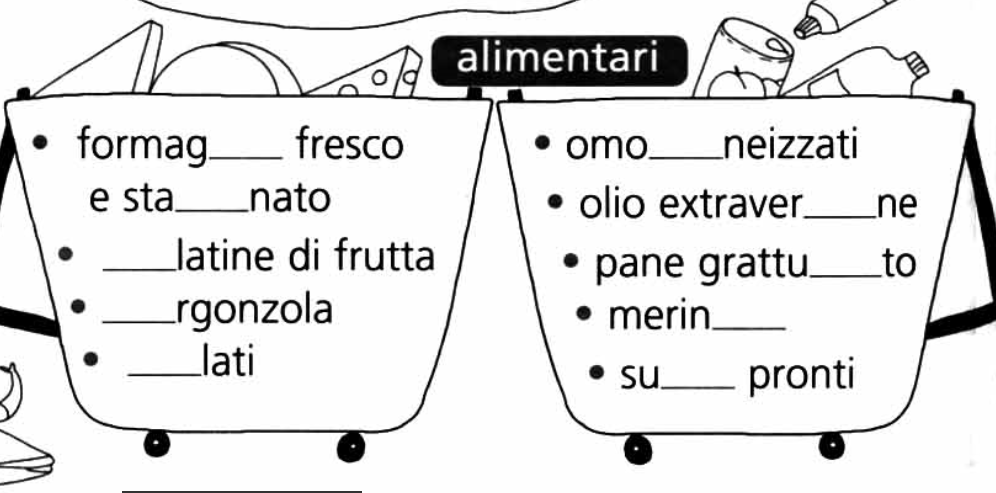 alimentari
• formag____ fresco
e sta____nato
• ____latine di frutta
• ____rgonzola
• ____lati
• omo____neizzati
• olio extraver____ne
• pane grattu____to
• merin____
• su____ pronti